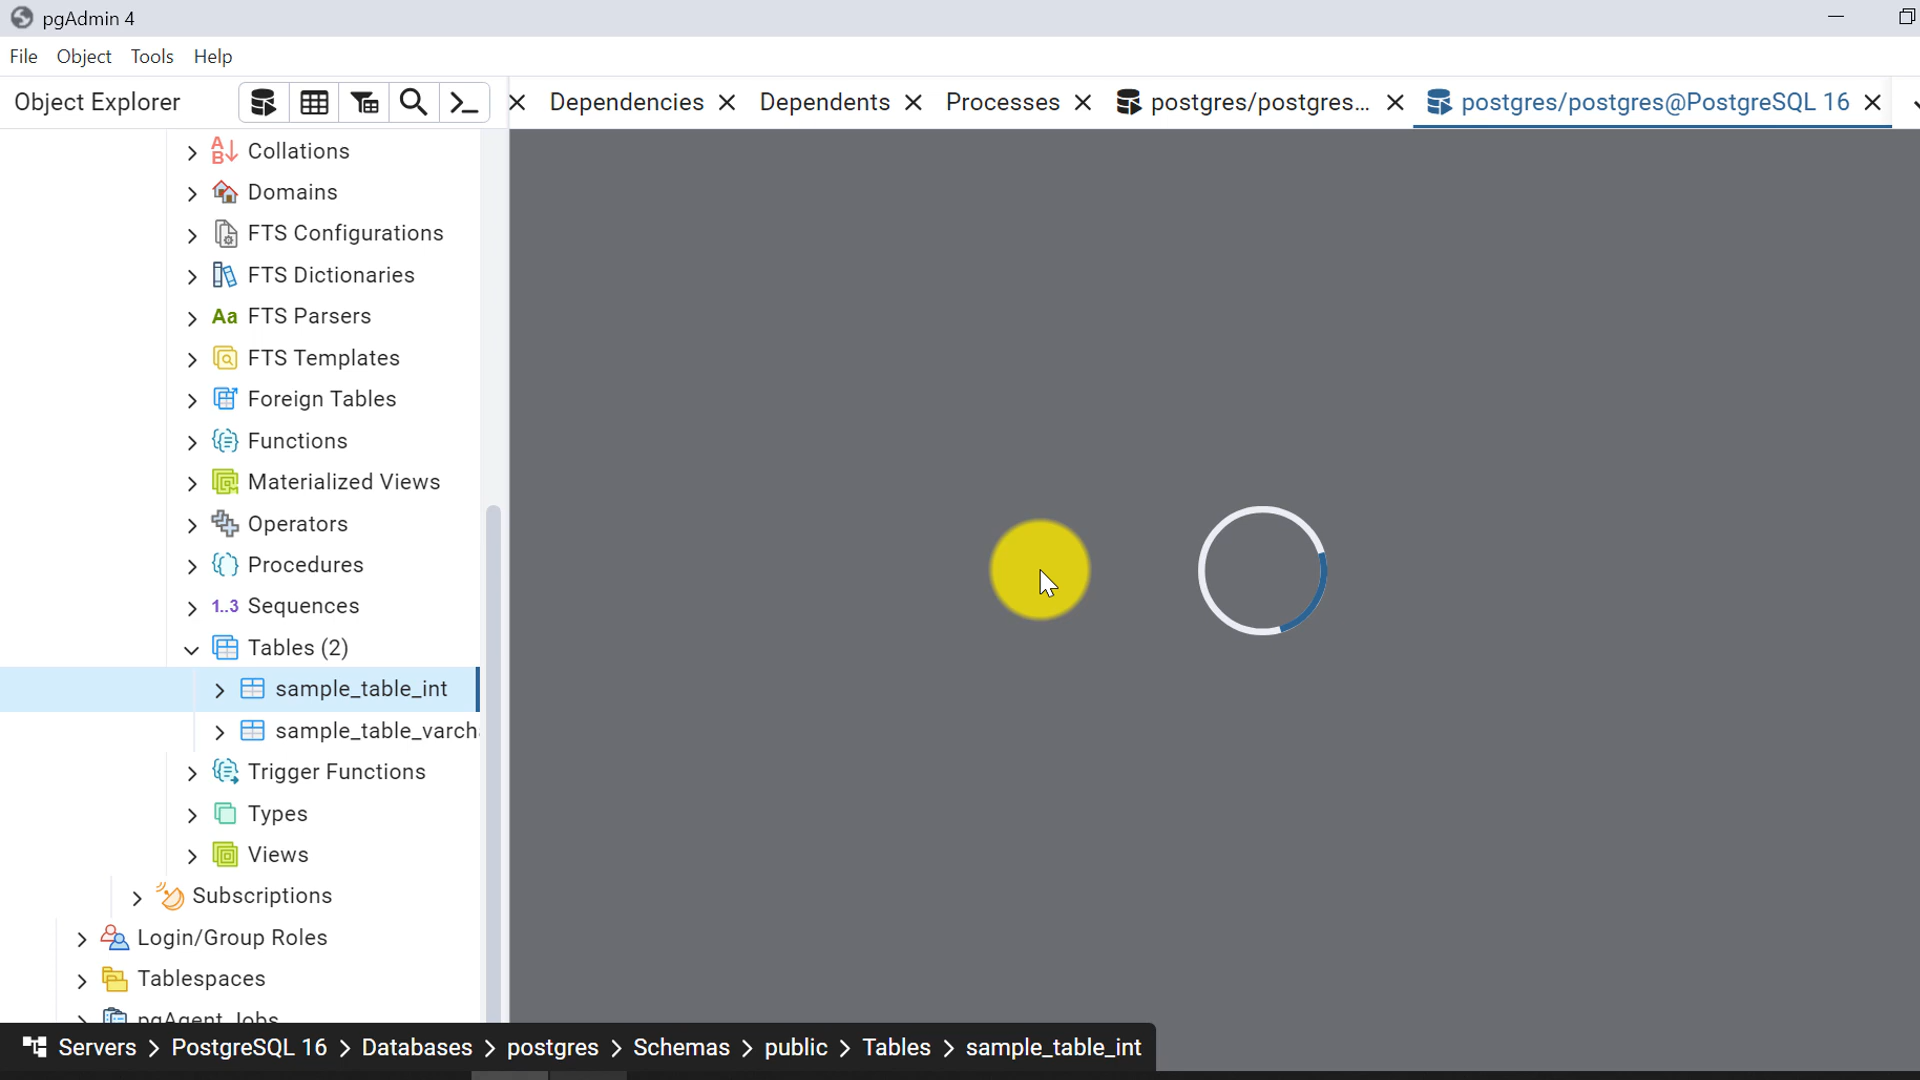 pgAdmin 4
File Object Tools Help
Object Explorer
Dependencies Dependents Processes postgres/postgres... postgres/postgres@PostgreSQL 16
Collations
Domains
FTS Configurations
FTS Dictionaries
Aa FTS Parsers
FTS Templates
Foreign Tables
Functions
Materialized Views
Operators
Procedures
1..3 Sequences
Tables (2)
sample_table_int
sample_table_varch
Trigger Functions
Types
Views
Subscriptions
Login/Group Roles
Tablespaces
pgAgent Jobs
Servers > PostgreSQL 16 > Databases > postgres > Schemas > public > Tables > sample_table_int